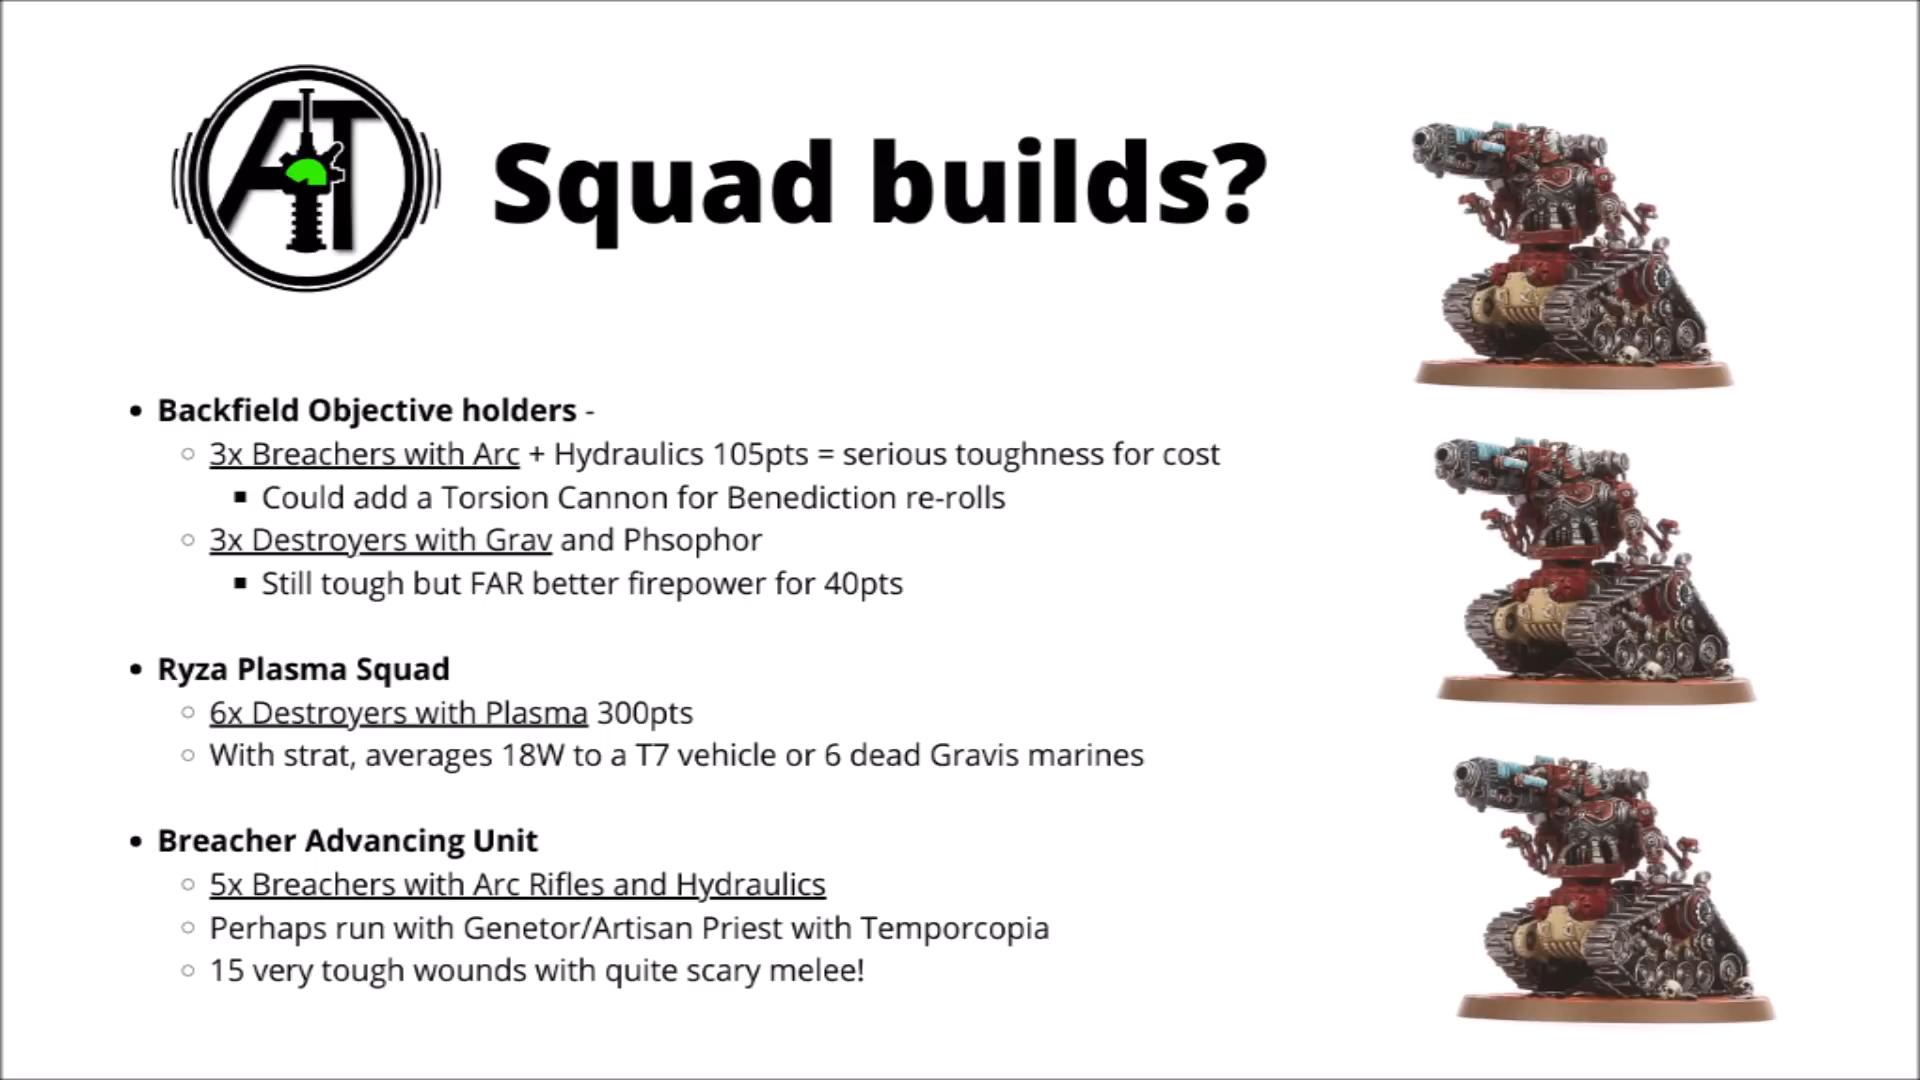 AT
Squad builds?
• Backfield Objective holders -
○ 3x Breachers with Arc + Hydraulics 105pts = serious toughness for cost
▪ Could add a Torsion Cannon for Benediction re-rolls
○ 3x Destroyers with Grav and Phsophor
▪ Still tough but FAR better firepower for 40pts
• Ryza Plasma Squad
○ 6x Destroyers with Plasma 300pts
○ With strat, averages 18W to a T7 vehicle or 6 dead Gravis marines
• Breacher Advancing Unit
○ 5x Breachers with Arc Rifles and Hydraulics
○ Perhaps run with Genetor/Artisan Priest with Temporcopia
○ 15 very tough wounds with quite scary melee!